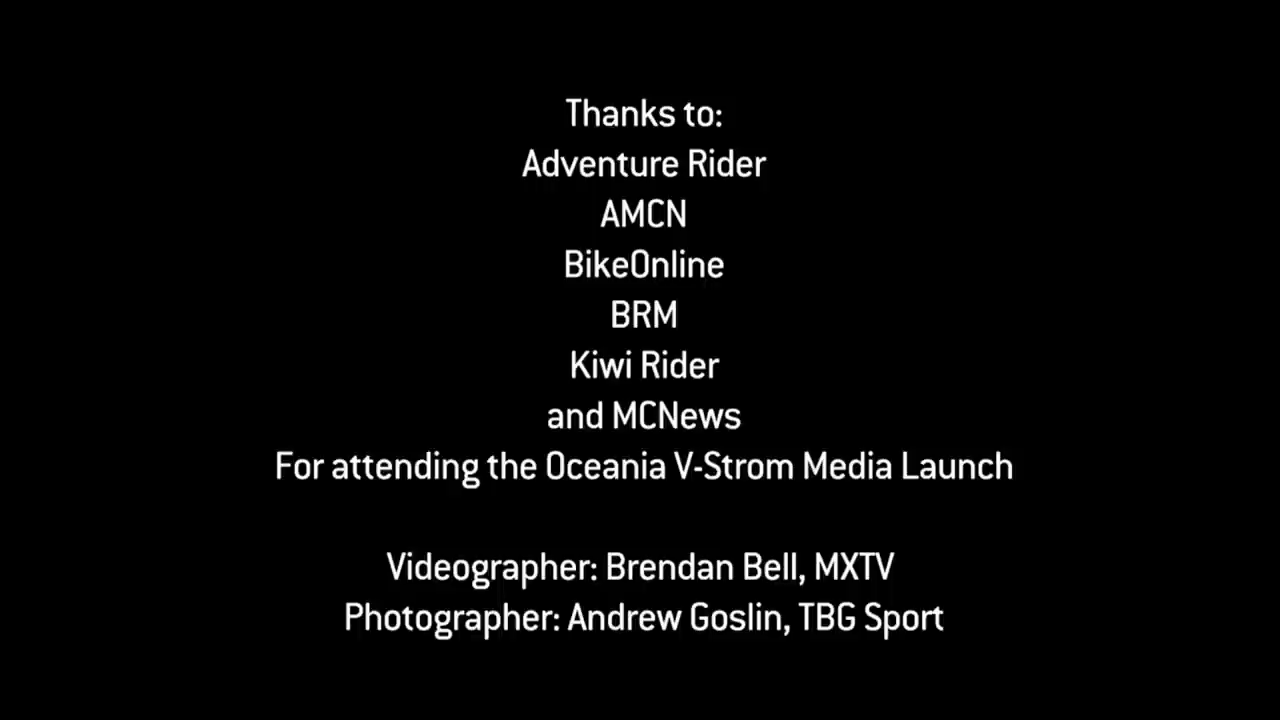 Thanks to:
Adventure Rider
AMCN
BikeOnline
BRM
Kiwi Rider
and MCNews
For attending the Oceania V-Strom Media Launch
Videographer: Brendan Bell, MXTV
Photographer: Andrew Goslin, TBG Sport